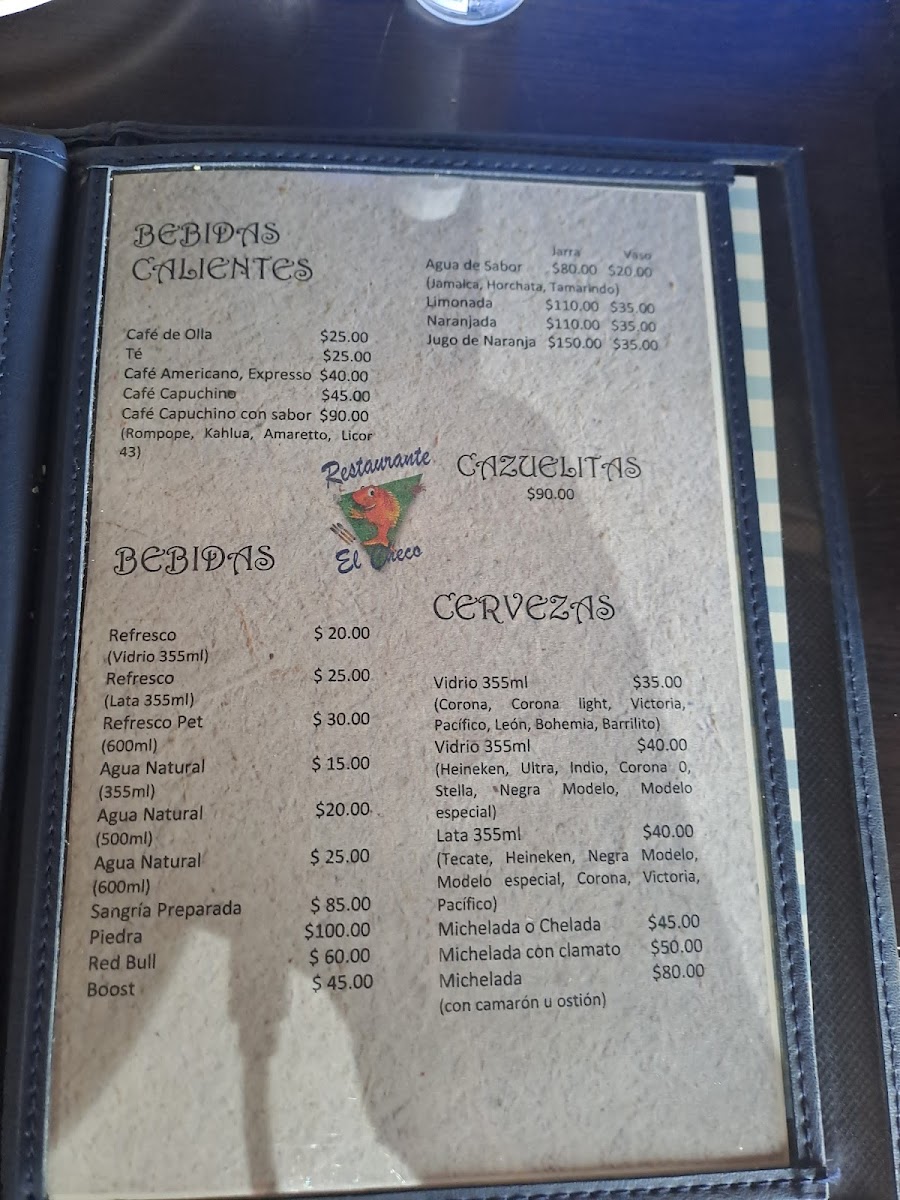 BEBIDAS
CALIENTES
Café de Olla $25.00
Té $25.00
Café Americano, Expresso $40.00
Café Capuchino $45.00
Café Capuchino con sabor $90.00
(Rompope, Kahlua, Amaretto, Licor
43)
Jarra Vaso
Agua de Sabor $80.00 $20.00
(Jamaica, Horchata, Tamarindo)
Limonada $110.00 $35.00
Naranjada $110.00 $35.00
Jugo de Naranja $150.00 $35.00
Restaurante
El
CAZUELITAS
$90.00
BEBIDAS
Refresco $ 20.00
(Vidrio 355ml)
Refresco $ 25.00
(Lata 355ml)
Refresco Pet $ 30.00
(600ml)
Agua Natural $ 15.00
(355ml)
Agua Natural $20.00
(500ml)
Agua Natural $ 25.00
(600ml)
Sangría Preparada $ 85.00
Piedra $100.00
Red Bull $ 60.00
Boost $ 45.00
CERVEZAS
Vidrio 355ml $35.00
(Corona, Corona light, Victoria,
Pacífico, León, Bohemia, Barrilito)
Vidrio 355ml $40.00
(Heineken, Ultra, Indio, Corona 0,
Stella, Negra Modelo, Modelo
especial)
Lata 355ml $40.00
(Tecate, Heineken, Negra Modelo,
Modelo especial, Corona, Victoria,
Pacífico)
Michelada o Chelada $45.00
Michelada con clamato $50.00
Michelada $80.00
(con camarón u ostión)